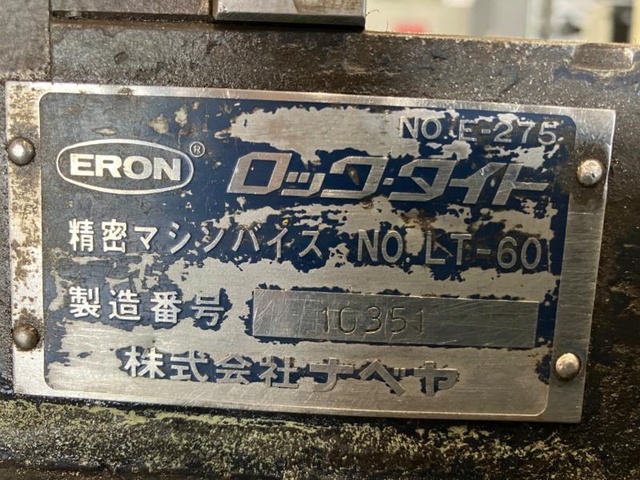 NO.E-275
ERON® ロック・タイト
精密マシンバイス NO.LT-60
製造番号 10351
株式会社ナベヤ